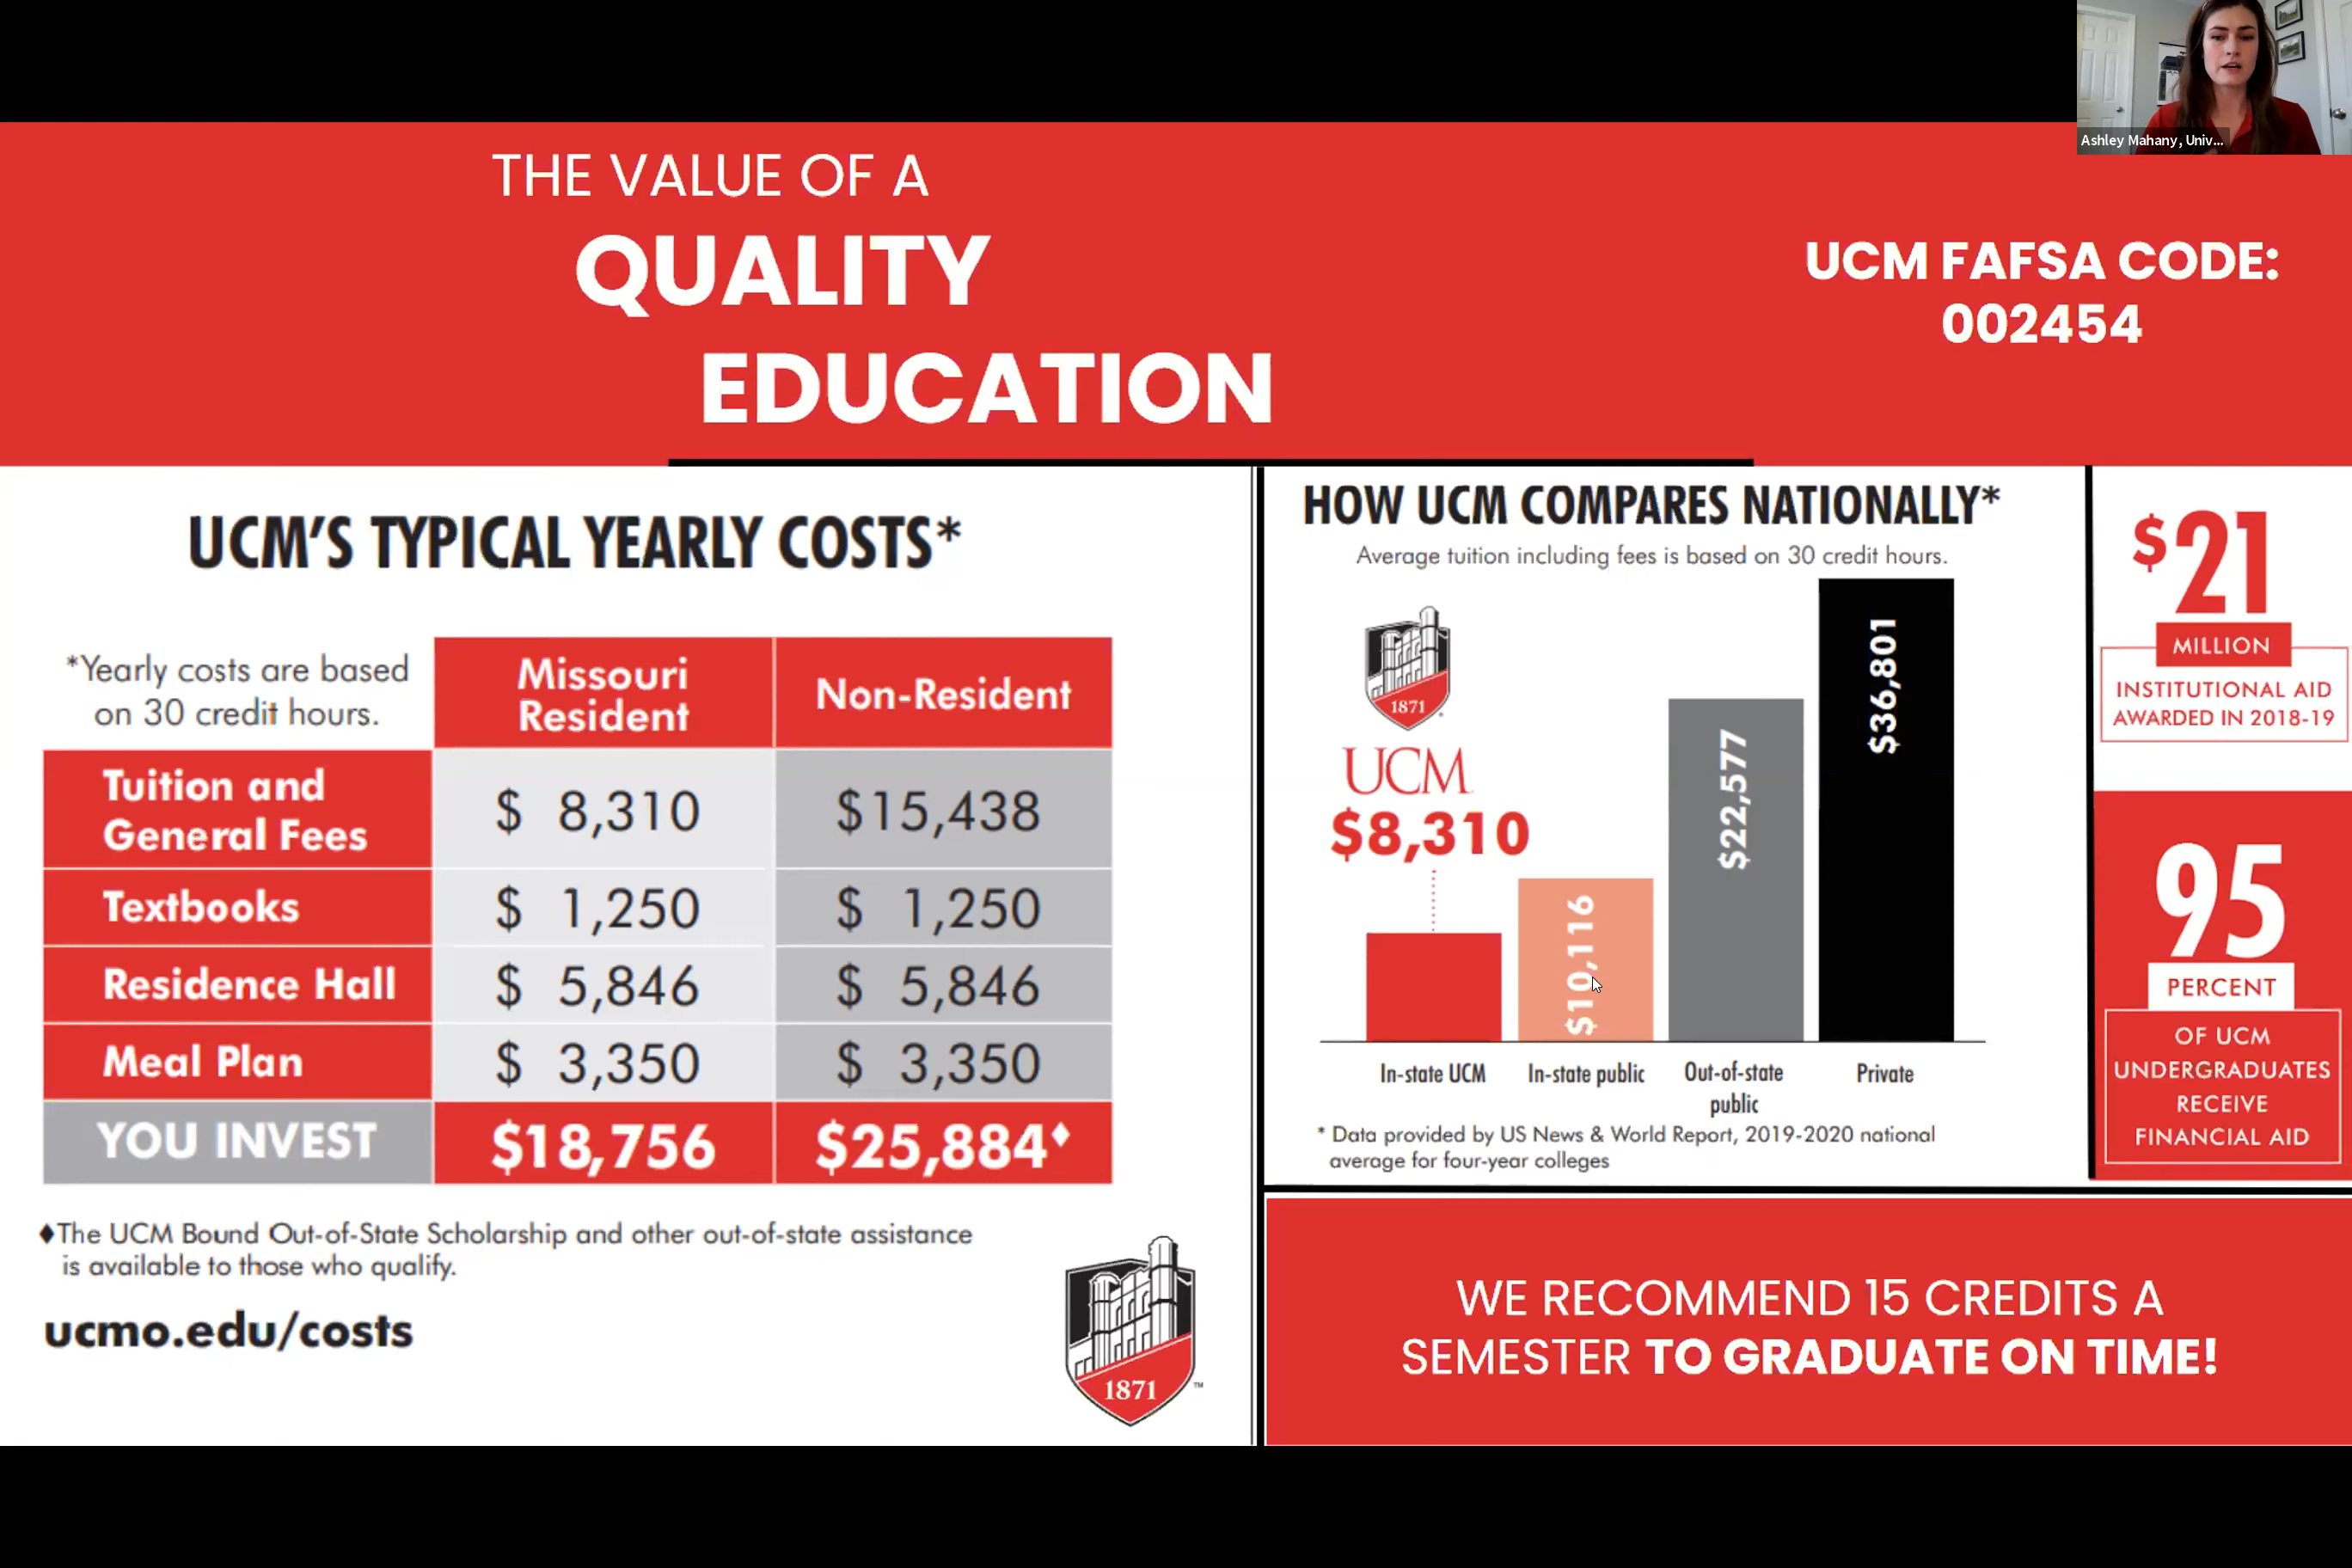 Ashley Mahany, Univ...
THE VALUE OF A
QUALITY
EDUCATION
UCM FAFSA CODE:
002454
UCM'S TYPICAL YEARLY COSTS*
*Yearly costs are based
on 30 credit hours.
Missouri
Resident
Non-Resident
Tuition and
General Fees
$ 8,310
$15,438
Textbooks
$ 1,250
$ 1,250
Residence Hall
$ 5,846
$ 5,846
Meal Plan
$ 3,350
$ 3,350
YOU INVEST
$18,756
$25,884♦
♦The UCM Bound Out-of-State Scholarship and other out-of-state assistance
is available to those who qualify.
ucmo.edu/costs
1871
™
HOW UCM COMPARES NATIONALLY*
Average tuition including fees is based on 30 credit hours.
1871
UCM
$8,310
$10,116
$22,577
$36,801
In-state UCM
In-state public
Out-of-state
public
Private
* Data provided by US News & World Report, 2019-2020 national
average for four-year colleges
$21
MILLION
INSTITUTIONAL AID
AWARDED IN 2018-19
95
PERCENT
OF UCM
UNDERGRADUATES
RECEIVE
FINANCIAL AID
WE RECOMMEND 15 CREDITS A
SEMESTER TO GRADUATE ON TIME!